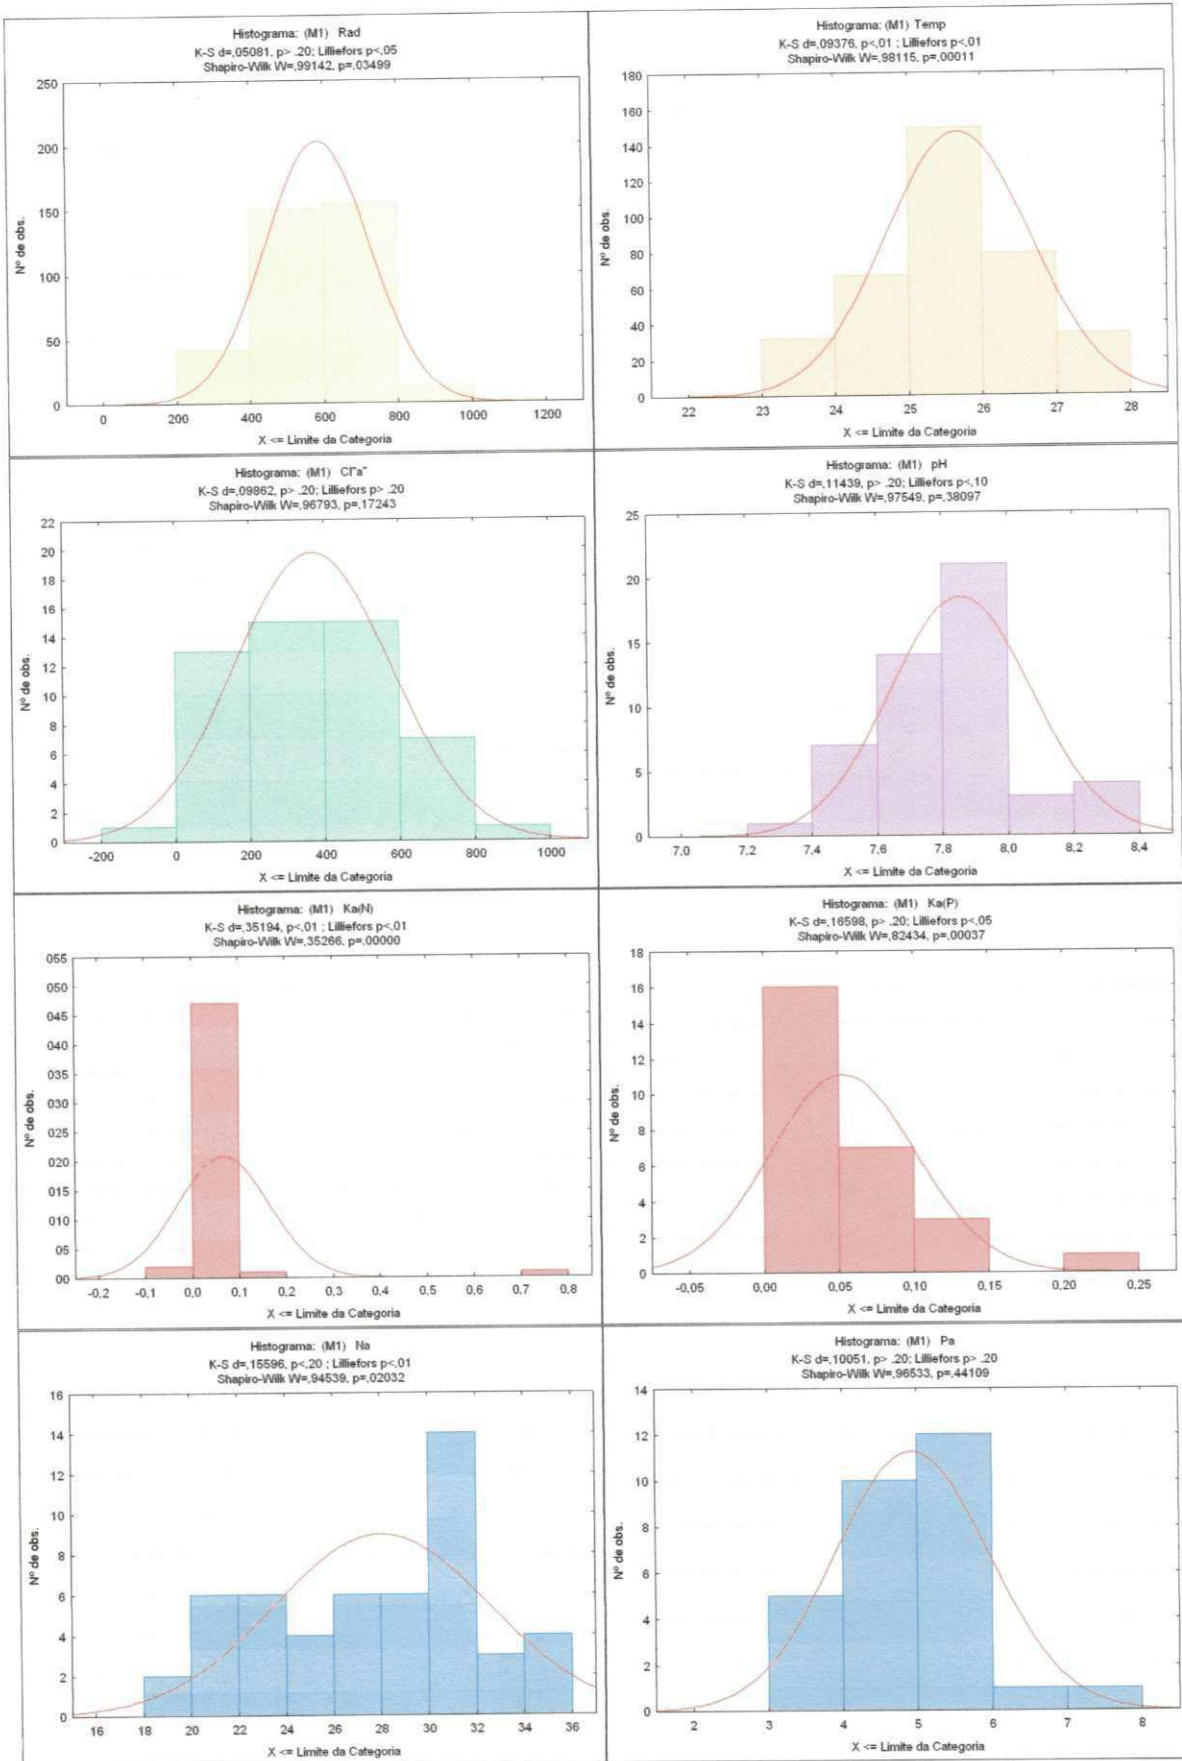 Histograma: (M1) Rad
K-S d=,05081, p> .20; Lilliefors p<,05
Shapiro-Wilk W=,99142, p=,03499
250
200
150
100
50
0
Nº de obs.
0 200 400 600 800 1000 1200
X <= Limite da Categoria
Histograma: (M1) Temp
K-S d=,09376, p<,01 ; Lilliefors p<,01
Shapiro-Wilk W=,98115, p=,00011
180
160
140
120
100
80
60
40
20
0
Nº de obs.
22 23 24 25 26 27 28
X <= Limite da Categoria
Histograma: (M1) Cl"a"
K-S d=,09862, p> .20; Lilliefors p> .20
Shapiro-Wilk W=,96793, p=,17243
22
20
18
16
14
12
10
8
6
4
2
0
Nº de obs.
-200 0 200 400 600 800 1000
X <= Limite da Categoria
Histograma: (M1) pH
K-S d=,11439, p> .20; Lilliefors p<,10
Shapiro-Wilk W=,97549, p=,38097
25
20
15
10
5
0
Nº de obs.
7,0 7,2 7,4 7,6 7,8 8,0 8,2 8,4
X <= Limite da Categoria
Histograma: (M1) Ka(N)
K-S d=,35194, p<,01 ; Lilliefors p<,01
Shapiro-Wilk W=,35266, p=,00000
055
050
045
040
035
030
025
020
015
010
05
00
Nº de obs.
-0,2 -0,1 0,0 0,1 0,2 0,3 0,4 0,5 0,6 0,7 0,8
X <= Limite da Categoria
Histograma: (M1) Ka(P)
K-S d=,16598, p> .20; Lilliefors p<,05
Shapiro-Wilk W=,82434, p=,00037
18
16
14
12
10
8
6
4
2
0
Nº de obs.
-0,05 0,00 0,05 0,10 0,15 0,20 0,25
X <= Limite da Categoria
Histograma: (M1) Na
K-S d=,15596, p<,20 ; Lilliefors p<,01
Shapiro-Wilk W=,94539, p=,02032
16
14
12
10
8
6
4
2
0
Nº de obs.
16 18 20 22 24 26 28 30 32 34 36
X <= Limite da Categoria
Histograma: (M1) Pa
K-S d=,10051, p> .20; Lilliefors p> .20
Shapiro-Wilk W=,96533, p=,44109
14
12
10
8
6
4
2
0
Nº de obs.
2 3 4 5 6 7 8
X <= Limite da Categoria